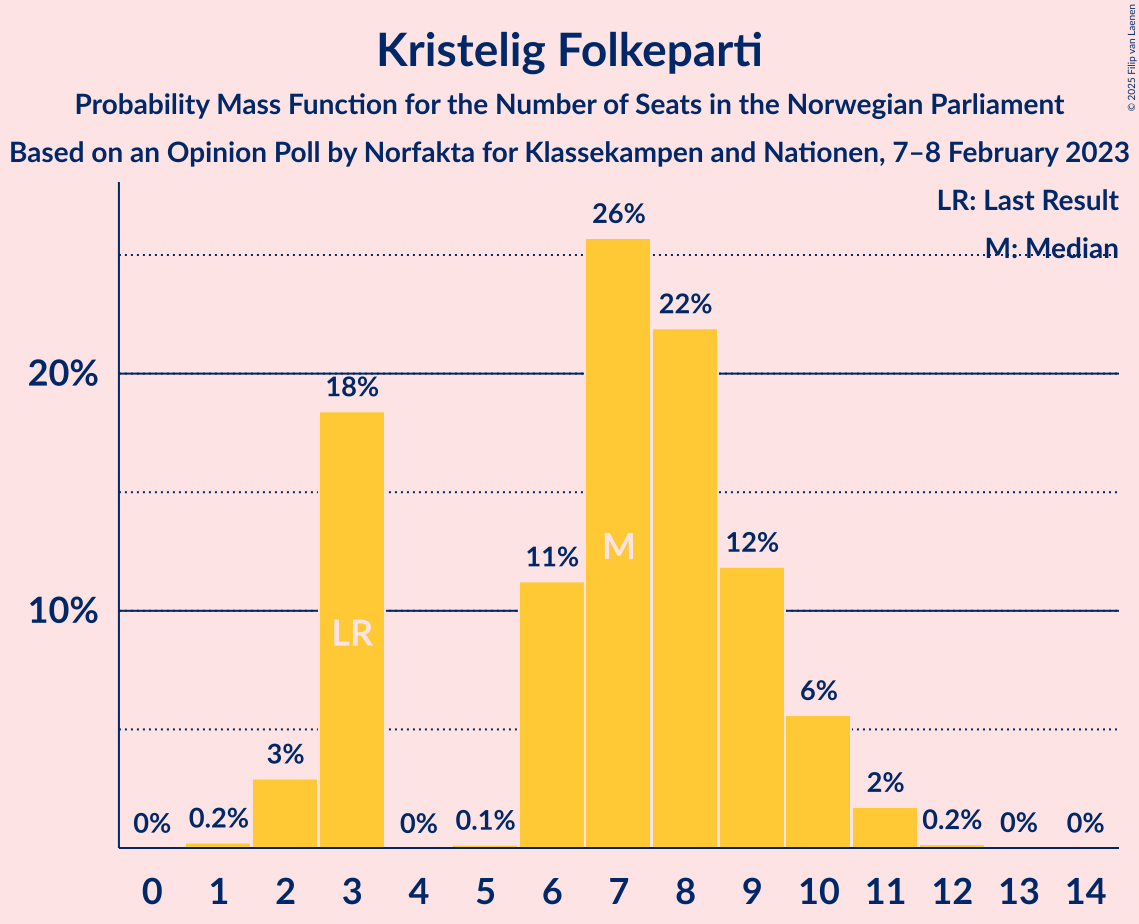 Kristelig Folkeparti
Probability Mass Function for the Number of Seats in the Norwegian Parliament
Based on an Opinion Poll by Norfakta for Klassekampen and Nationen, 7–8 February 2023
© 2025 Filip van Laenen
LR: Last Result
M: Median
26%
22%
20%
18%
12%
11%
M
10%
LR
6%
3%
2%
0%
0.2%
0%
0.1%
0.2%
0%
0%
0 1 2 3 4 5 6 7 8 9 10 11 12 13 14